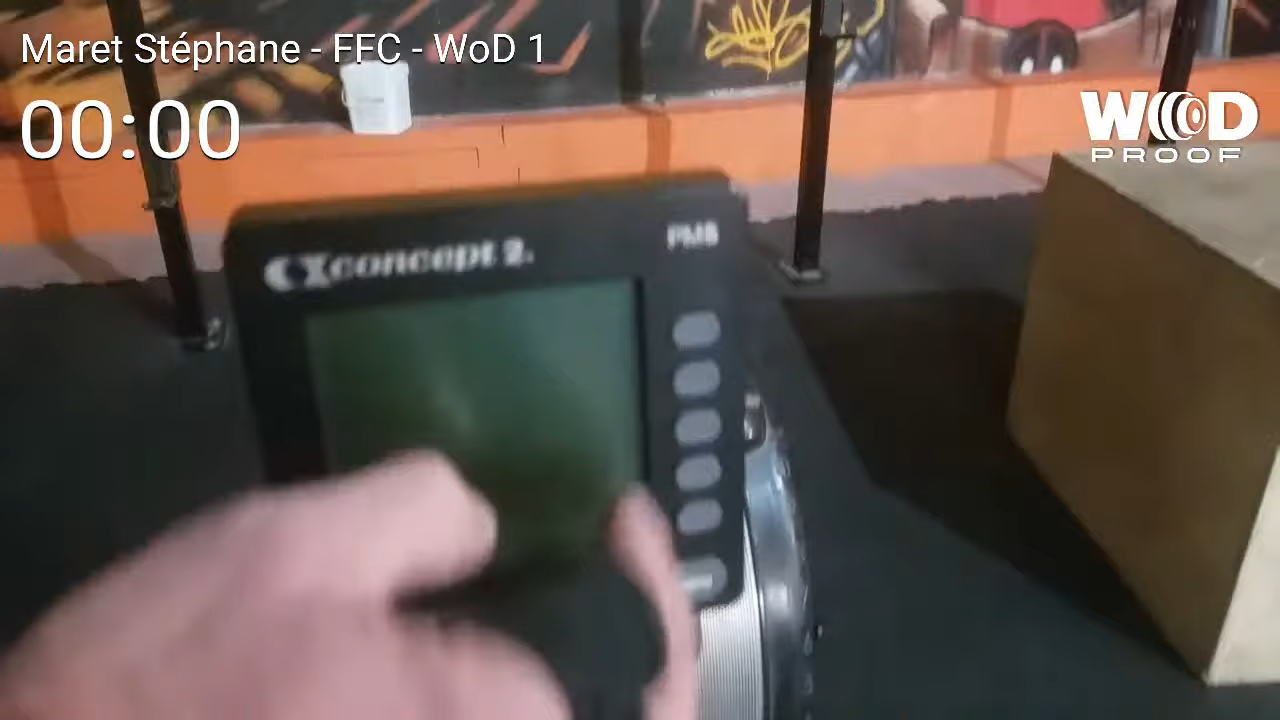 Maret Stéphane - FFC - WoD 1
00:00
WOD
PROOF
concept 2.
PM5